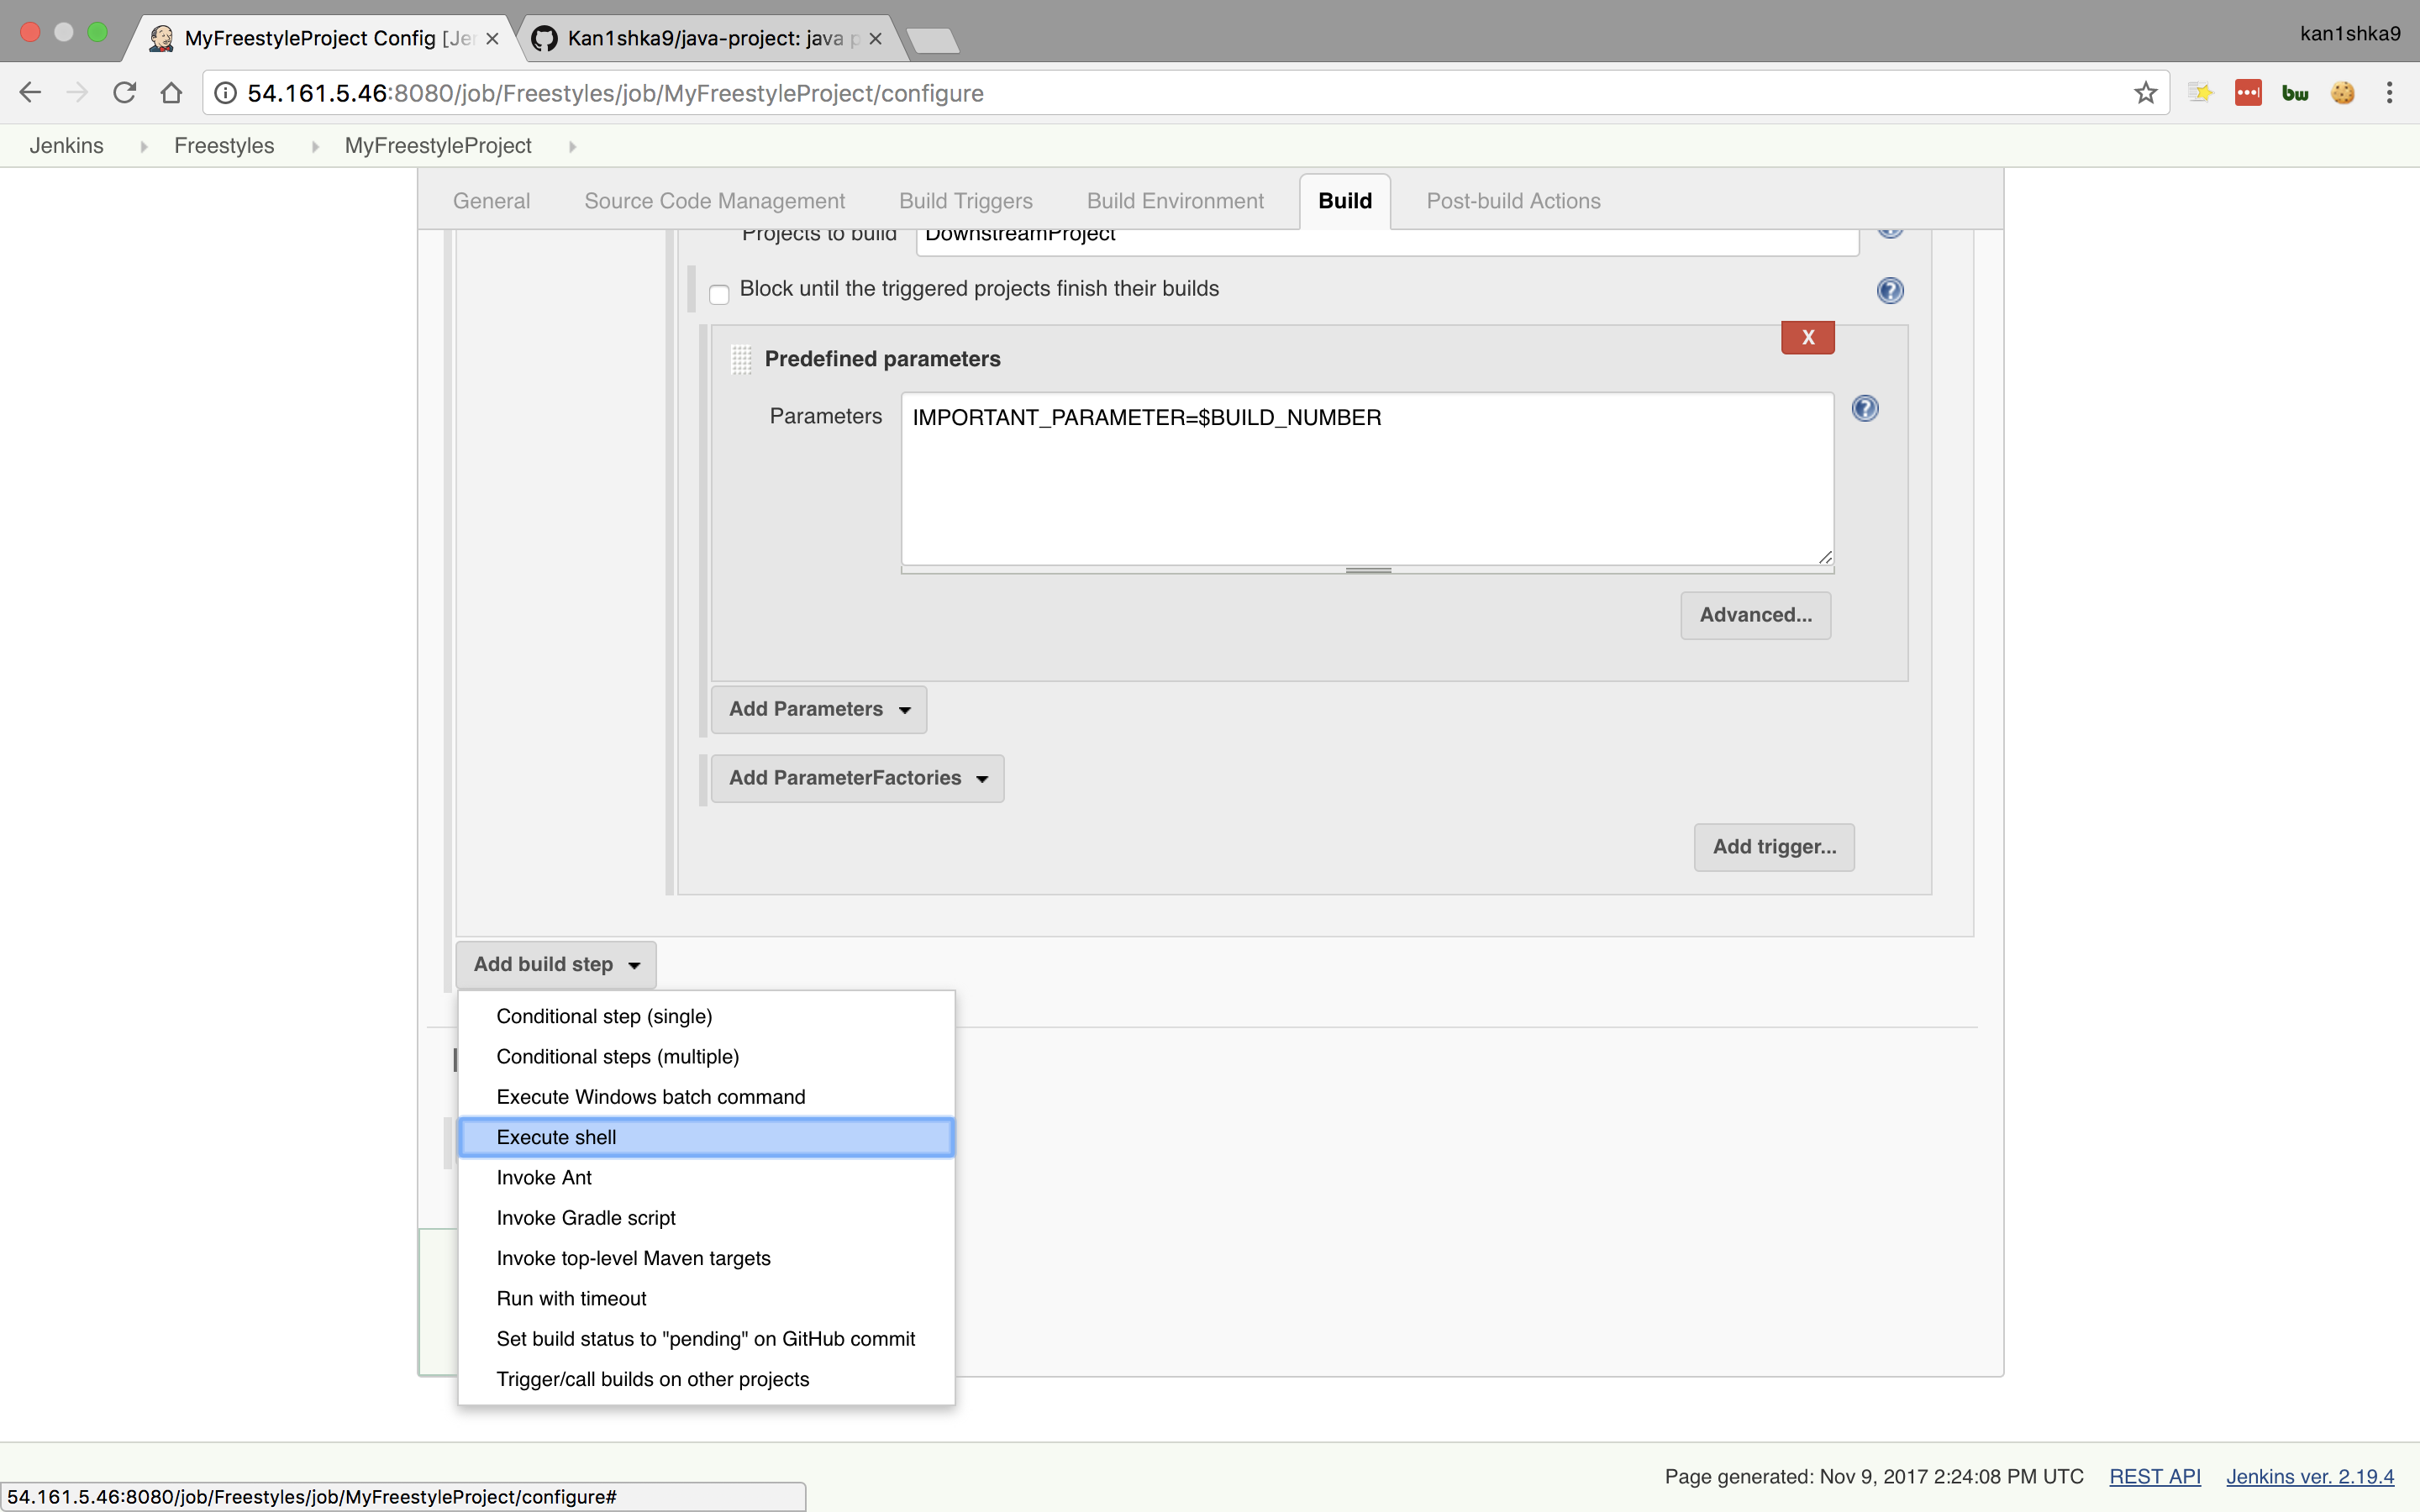 MyFreestyleProject Config [Je
Kan1shka9/java-project: java p
kan1shka9
54.161.5.46:8080/job/Freestyles/job/MyFreestyleProject/configure
bw
Jenkins Freestyles MyFreestyleProject
General Source Code Management Build Triggers Build Environment Build Post-build Actions
Projects to build DownstreamProject
Block until the triggered projects finish their builds
X
Predefined parameters
Parameters IMPORTANT_PARAMETER=$BUILD_NUMBER
Advanced...
Add Parameters
Add ParameterFactories
Add trigger...
Add build step
Conditional step (single)
Conditional steps (multiple)
Execute Windows batch command
Execute shell
Invoke Ant
Invoke Gradle script
Invoke top-level Maven targets
Run with timeout
Set build status to "pending" on GitHub commit
Trigger/call builds on other projects
Page generated: Nov 9, 2017 2:24:08 PM UTC REST API Jenkins ver. 2.19.4
54.161.5.46:8080/job/Freestyles/job/MyFreestyleProject/configure#